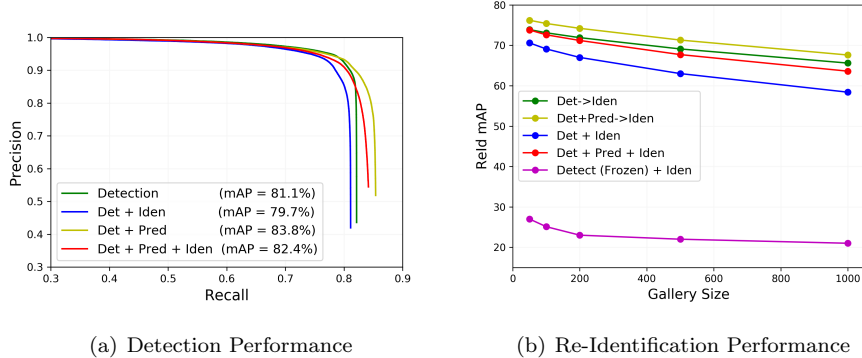 1.0
0.9
0.8
0.7
0.6
0.5
0.4
0.3
Precision
Detection (mAP = 81.1%)
Det + Iden (mAP = 79.7%)
Det + Pred (mAP = 83.8%)
Det + Pred + Iden (mAP = 82.4%)
0.3 0.4 0.5 0.6 0.7 0.8 0.9
Recall
(a) Detection Performance
80
70
60
50
40
30
20
ReId mAP
Det->Iden
Det+Pred->Iden
Det + Iden
Det + Pred + Iden
Detect (Frozen) + Iden
0 200 400 600 800 1000
Gallery Size
(b) Re-Identification Performance